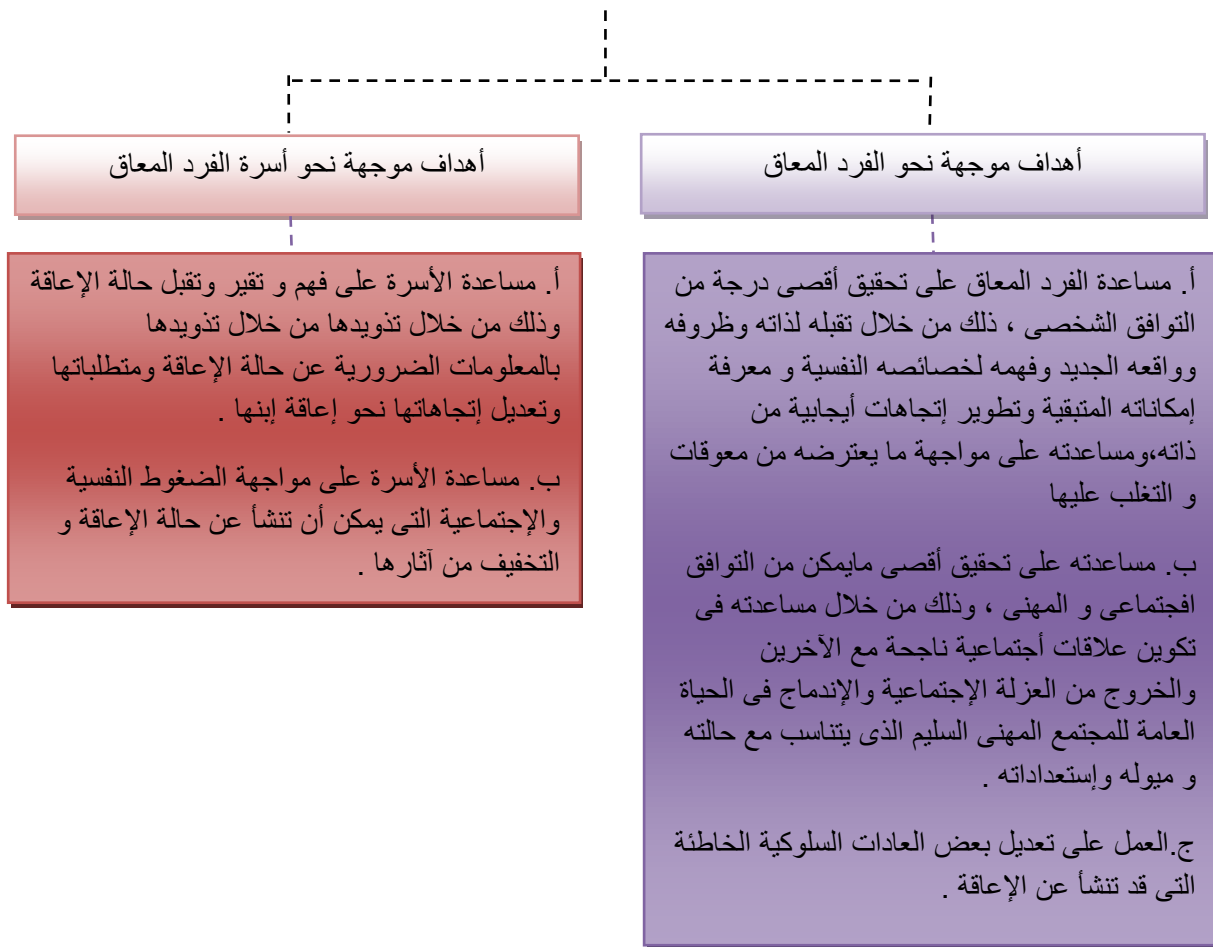 أهداف موجهة نحو الفرد المعاق
أ. مساعدة الفرد المعاق على تحقيق أقصى درجة من
التوافق الشخصى ، ذلك من خلال تقبله لذاته وظروفه
وواقعه الجديد وفهمه لخصائصه النفسية و معرفة
إمكاناته المتبقية وتطوير إتجاهات أيجابية من
ذاته،ومساعدته على مواجهة ما يعترضه من معوقات
و التغلب عليها
ب. مساعدته على تحقيق أقصى مايمكن من التوافق
افجتماعى و المهنى ، وذلك من خلال مساعدته فى
تكوين علاقات أجتماعية ناجحة مع الآخرين
والخروج من العزلة الإجتماعية والإندماج فى الحياة
العامة للمجتمع المهنى السليم الذى يتناسب مع حالته
و ميوله وإستعداداته .
ج.العمل على تعديل بعض العادات السلوكية الخاطئة
التى قد تنشأ عن الإعاقة .
أهداف موجهة نحو أسرة الفرد المعاق
أ. مساعدة الأسرة على فهم و تقير وتقبل حالة الإعاقة
وذلك من خلال تذويدها من خلال تذويدها
بالمعلومات الضرورية عن حالة الإعاقة ومتطلباتها
وتعديل إتجاهاتها نحو إعاقة إبنها .
ب. مساعدة الأسرة على مواجهة الضغوط النفسية
والإجتماعية التى يمكن أن تنشأ عن حالة الإعاقة و
التخفيف من آثارها .